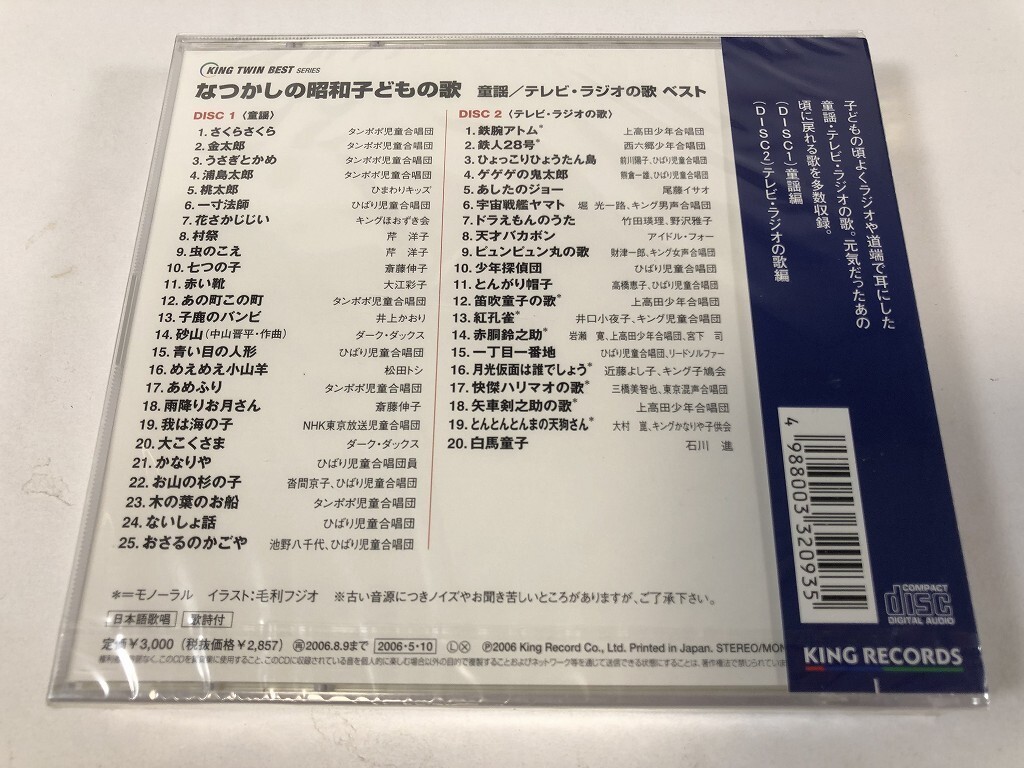 KING TWIN BEST SERIES
なつかしの昭和子どもの歌 童謡／テレビ・ラジオの歌 ベスト
DISC 1〈童謡〉
1. さくらさくら タンポポ児童合唱団
2. 金太郎 タンポポ児童合唱団
3. うさぎとかめ タンポポ児童合唱団
4. 浦島太郎 タンポポ児童合唱団
5. 桃太郎 ひまわりキッズ
6. 一寸法師 ひばり児童合唱団
7. 花さかじじい キングほおずき会
8. 村祭 芹 洋子
9. 虫のこえ 芹 洋子
10. 七つの子 斎藤伸子
11. 赤い靴 大江彩子
12. あの町この町 タンポポ児童合唱団
13. 子鹿のバンビ 井上かおり
14. 砂山（中山晋平・作曲） ダーク・ダックス
15. 青い目の人形 ひばり児童合唱団
16. めえめえ小山羊 松田トシ
17. あめふり タンポポ児童合唱団
18. 雨降りお月さん 斎藤伸子
19. 我は海の子 NHK東京放送児童合唱団
20. 大こくさま ダーク・ダックス
21. かなりや ひばり児童合唱団員
22. お山の杉の子 沓間京子、ひばり児童合唱団
23. 木の葉のお船 タンポポ児童合唱団
24. ないしょ話 ひばり児童合唱団
25. おさるのかごや 池野八千代、ひばり児童合唱団
DISC 2〈テレビ・ラジオの歌〉
1. 鉄腕アトム* 上高田少年合唱団
2. 鉄人28号* 西六郷少年合唱団
3. ひょっこりひょうたん島 前川陽子、ひばり児童合唱団
4. ゲゲゲの鬼太郎 熊倉一雄、ひばり児童合唱団
5. あしたのジョー 尾藤イサオ
6. 宇宙戦艦ヤマト 堀 光一路、キング男声合唱団
7. ドラえもんのうた 竹田瑛理、野沢雅子
8. 天才バカボン アイドル・フォー
9. ピュンピュン丸の歌 財津一郎、キング女声合唱団
10. 少年探偵団 ひばり児童合唱団
11. とんがり帽子 高橋恵子、ひばり児童合唱団
12. 笛吹童子の歌* 上高田少年合唱団
13. 紅孔雀* 井口小夜子、キング児童合唱団
14. 赤胴鈴之助* 岩瀬 寛、上高田少年合唱団、宮下 司
15. 一丁目一番地 ひばり児童合唱団、リードソルファー
16. 月光仮面は誰でしょう* 近藤よし子、キング子鳩会
17. 快傑ハリマオの歌* 三橋美智也、東京混声合唱団
18. 矢車剣之助の歌* 上高田少年合唱団
19. とんとんとんまの天狗さん* 大村 崑、キングかなりや子供会
20. 白馬童子 石川 進
*＝モノーラル イラスト：毛利フジオ ※古い音源につきノイズやお聞き苦しいところがありますが、ご了承下さい。
日本語歌唱 歌詩付
定価￥3,000（税抜価格￥2,857） 再2006.8.9まで 2006・5・10 Ⓛ Ⓧ Ⓟ2006 King Record Co., Ltd. Printed in Japan. STEREO/MON
子どもの頃よくラジオや道端で耳にした
童謡・テレビ・ラジオの歌。元気だったあの
頃に戻れる歌を多数収録。
（DISC1）童謡編
（DISC2）テレビ・ラジオの歌編
4 988003 320935
COMPACT
disc
DIGITAL AUDIO
KING RECORDS